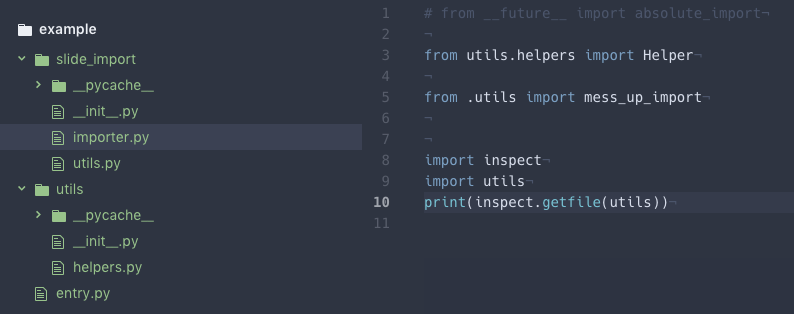 example
slide_import
__pycache__
__init__.py
importer.py
utils.py
utils
__pycache__
__init__.py
helpers.py
entry.py
1 # from __future__ import absolute_import¬
2 ¬
3 from utils.helpers import Helper¬
4 ¬
5 from .utils import mess_up_import¬
6 ¬
7 ¬
8 import inspect¬
9 import utils¬
10 print(inspect.getfile(utils))¬
11